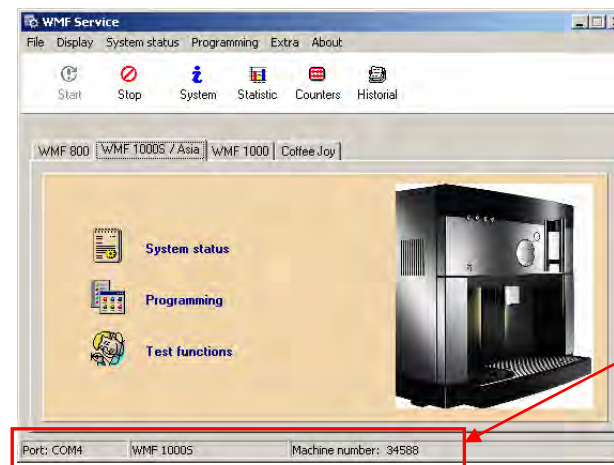 WMF Service
File Display System status Programming Extra About
Start Stop System Statistic Counters Historial
WMF 800 WMF 1000S / Asia WMF 1000 Coffee Joy
System status
Programming
Test functions
Port: COM4 WMF 1000S Machine number: 34588